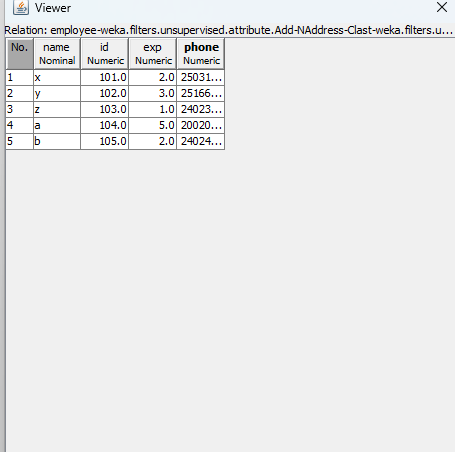 Viewer
Relation: employee-weka.filters.unsupervised.attribute.Add-NAddress-Clast-weka.filters.u...
No. name id exp phone
Nominal Numeric Numeric Numeric
1 x 101.0 2.0 25031...
2 y 102.0 3.0 25166...
3 z 103.0 1.0 24023...
4 a 104.0 5.0 20020...
5 b 105.0 2.0 24024...